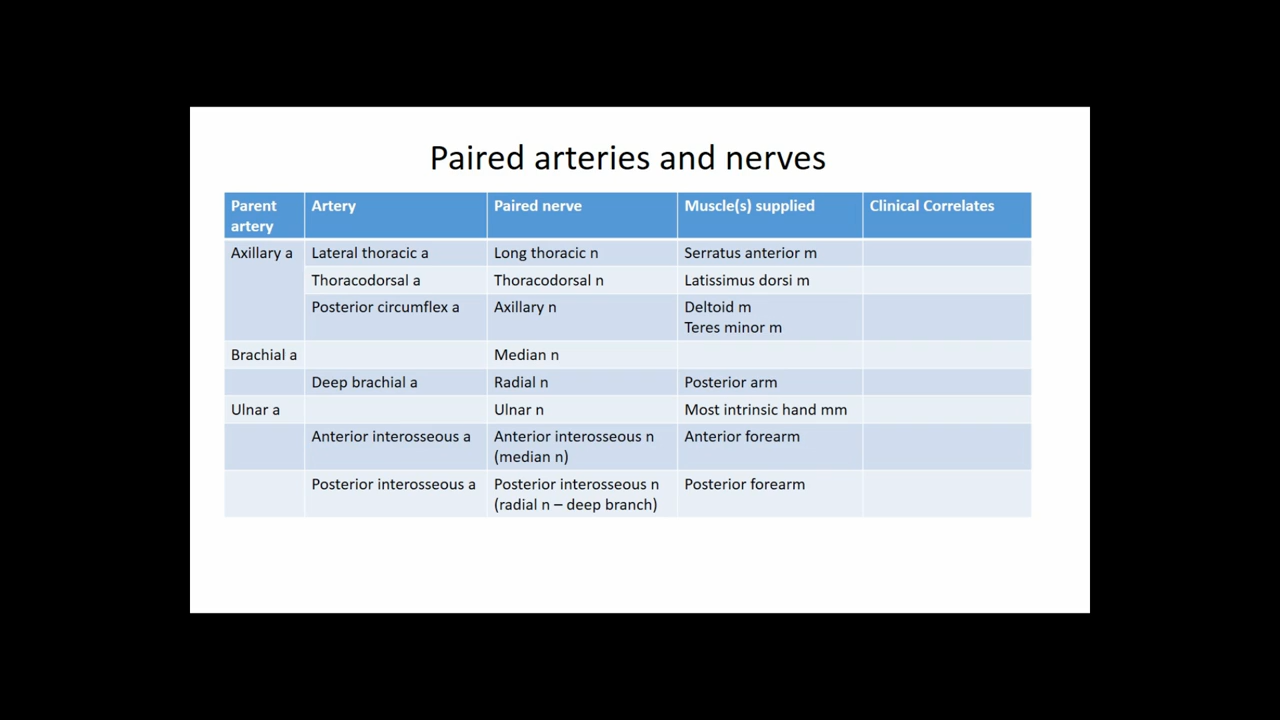 Paired arteries and nerves
Parent artery Artery Paired nerve Muscle(s) supplied Clinical Correlates
Axillary a Lateral thoracic a Long thoracic n Serratus anterior m
Thoracodorsal a Thoracodorsal n Latissimus dorsi m
Posterior circumflex a Axillary n Deltoid m
Teres minor m
Brachial a Median n
Deep brachial a Radial n Posterior arm
Ulnar a Ulnar n Most intrinsic hand mm
Anterior interosseous a Anterior interosseous n Anterior forearm
(median n)
Posterior interosseous a Posterior interosseous n Posterior forearm
(radial n – deep branch)